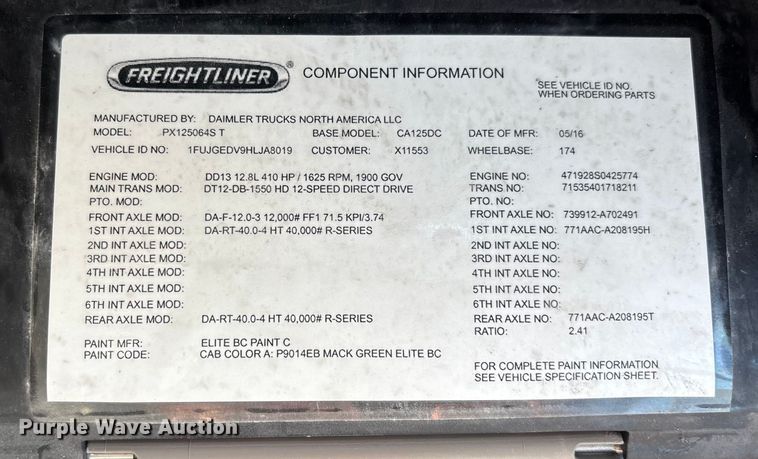 FREIGHTLINER ® COMPONENT INFORMATION
SEE VEHICLE ID NO.
WHEN ORDERING PARTS
MANUFACTURED BY: DAIMLER TRUCKS NORTH AMERICA LLC
MODEL: PX125064S T BASE MODEL: CA125DC DATE OF MFR: 05/16
VEHICLE ID NO: 1FUJGEDV9HLJA8019 CUSTOMER: X11553 WHEELBASE: 174
ENGINE MOD: DD13 12.8L 410 HP / 1625 RPM, 1900 GOV ENGINE NO: 471928S0425774
MAIN TRANS MOD: DT12-DB-1550 HD 12-SPEED DIRECT DRIVE TRANS NO: 71535401718211
PTO. MOD: PTO. NO:
FRONT AXLE MOD: DA-F-12.0-3 12,000# FF1 71.5 KPI/3.74 FRONT AXLE NO: 739912-A702491
1ST INT AXLE MOD: DA-RT-40.0-4 HT 40,000# R-SERIES 1ST INT AXLE NO: 771AAC-A208195H
2ND INT AXLE MOD: 2ND INT AXLE NO:
3RD INT AXLE MOD: 3RD INT AXLE NO:
4TH INT AXLE MOD: 4TH INT AXLE NO:
5TH INT AXLE MOD: 5TH INT AXLE NO:
6TH INT AXLE MOD: 6TH INT AXLE NO:
REAR AXLE MOD: DA-RT-40.0-4 HT 40,000# R-SERIES REAR AXLE NO: 771AAC-A208195T
RATIO: 2.41
PAINT MFR: ELITE BC PAINT C
PAINT CODE: CAB COLOR A: P9014EB MACK GREEN ELITE BC
FOR COMPLETE PAINT INFORMATION
SEE VEHICLE SPECIFICATION SHEET.
Purple Wave Auction